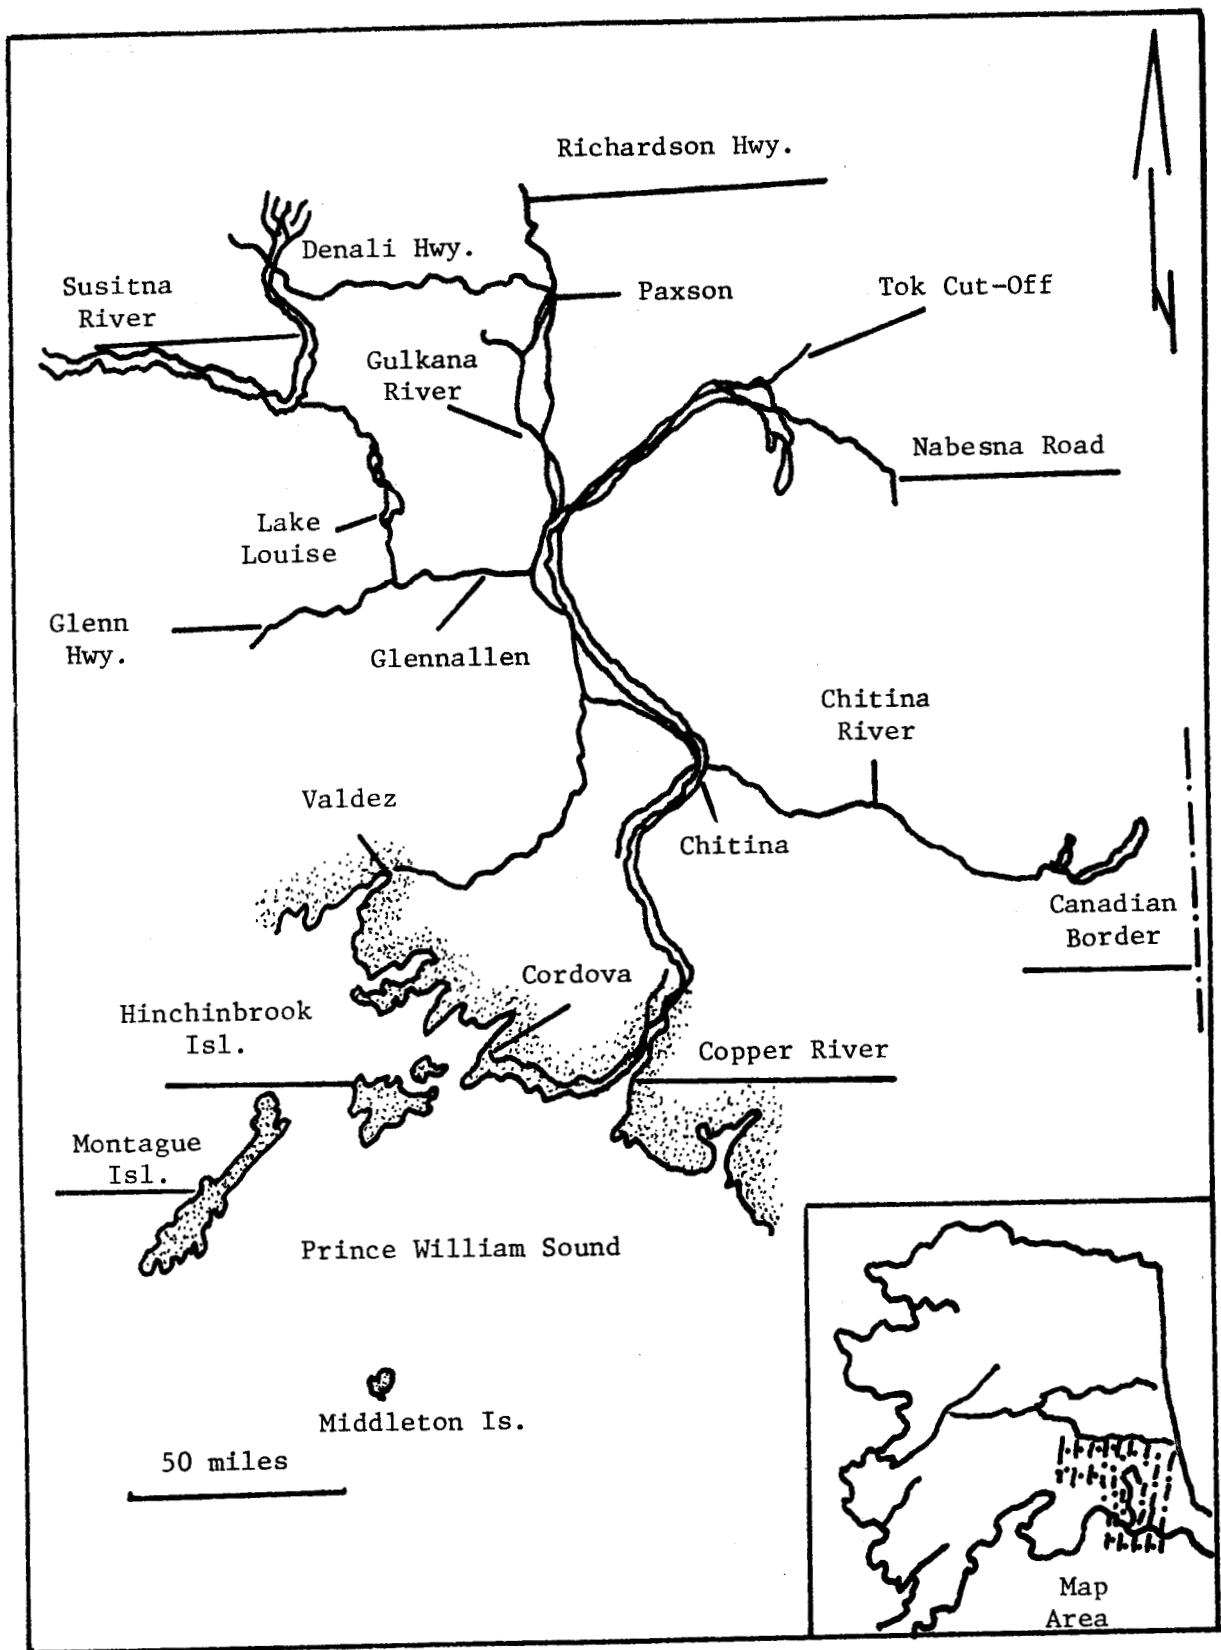 Richardson Hwy.
Denali Hwy.
Susitna
River
Paxson
Tok Cut-Off
Gulkana
River
Nabesna Road
Lake
Louise
Glenn
Hwy.
Glennallen
Chitina
River
Valdez
Chitina
Canadian
Border
Cordova
Hinchinbrook
Isl.
Copper River
Montague
Isl.
Prince William Sound
Middleton Is.
50 miles
Map
Area